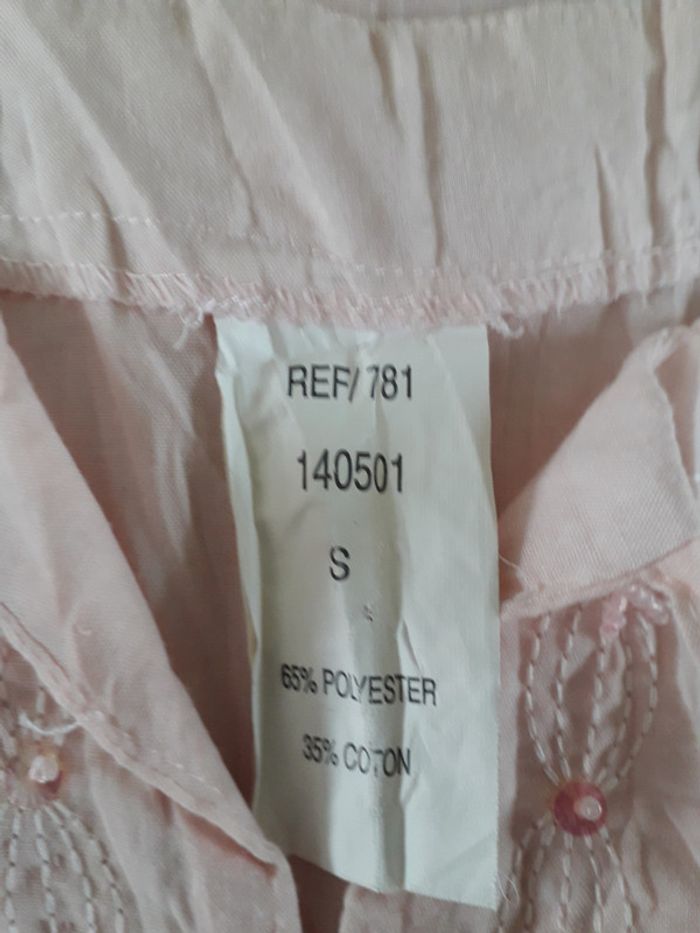 REF/ 781
140501
S
65% POLYESTER
35% COTON